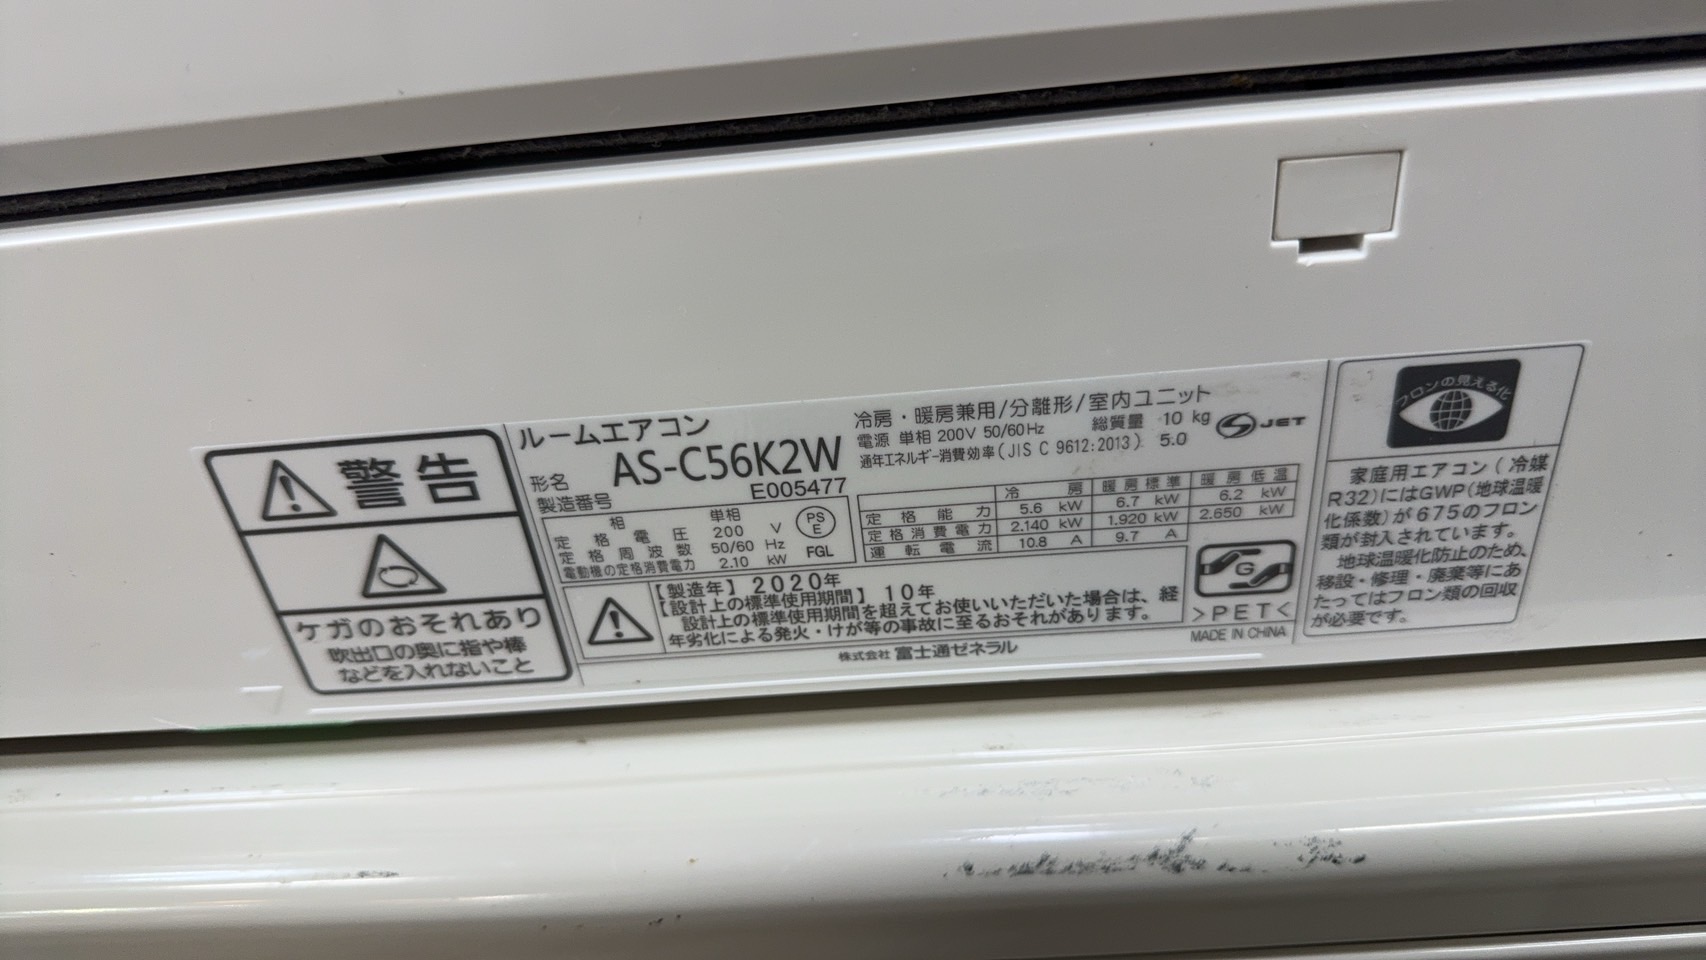 警告
ケガのおそれあり
吹出口の奥に指や棒
などを入れないこと
ルームエアコン
形名 AS-C56K2W
製造番号 E005477
相 単相
定格電圧 200 V
定格周波数 50/60 Hz
電動機の定格消費電力 2.10 kW
PS
E
FGL
冷房・暖房兼用/分離形/室内ユニット
電源 単相 200V 50/60Hz 総質量 10 kg
通年エネルギー消費効率(JIS C 9612:2013) 5.0
JET
冷房 暖房標準 暖房低温
定格能力 5.6 kW 6.7 kW 6.2 kW
定格消費電力 2.140 kW 1.920 kW 2.650 kW
運転電流 10.8 A 9.7 A
【製造年】2020年
【設計上の標準使用期間】10年
設計上の標準使用期間を超えてお使いいただいた場合は、経
年劣化による発火・けが等の事故に至るおそれがあります。
G
>PET<
MADE IN CHINA
株式会社 富士通ゼネラル
フロンの見える化
家庭用エアコン(冷媒
R32)にはGWP(地球温暖
化係数)が675のフロン
類が封入されています。
地球温暖化防止のため、
移設・修理・廃棄等にあ
たってはフロン類の回収
が必要です。